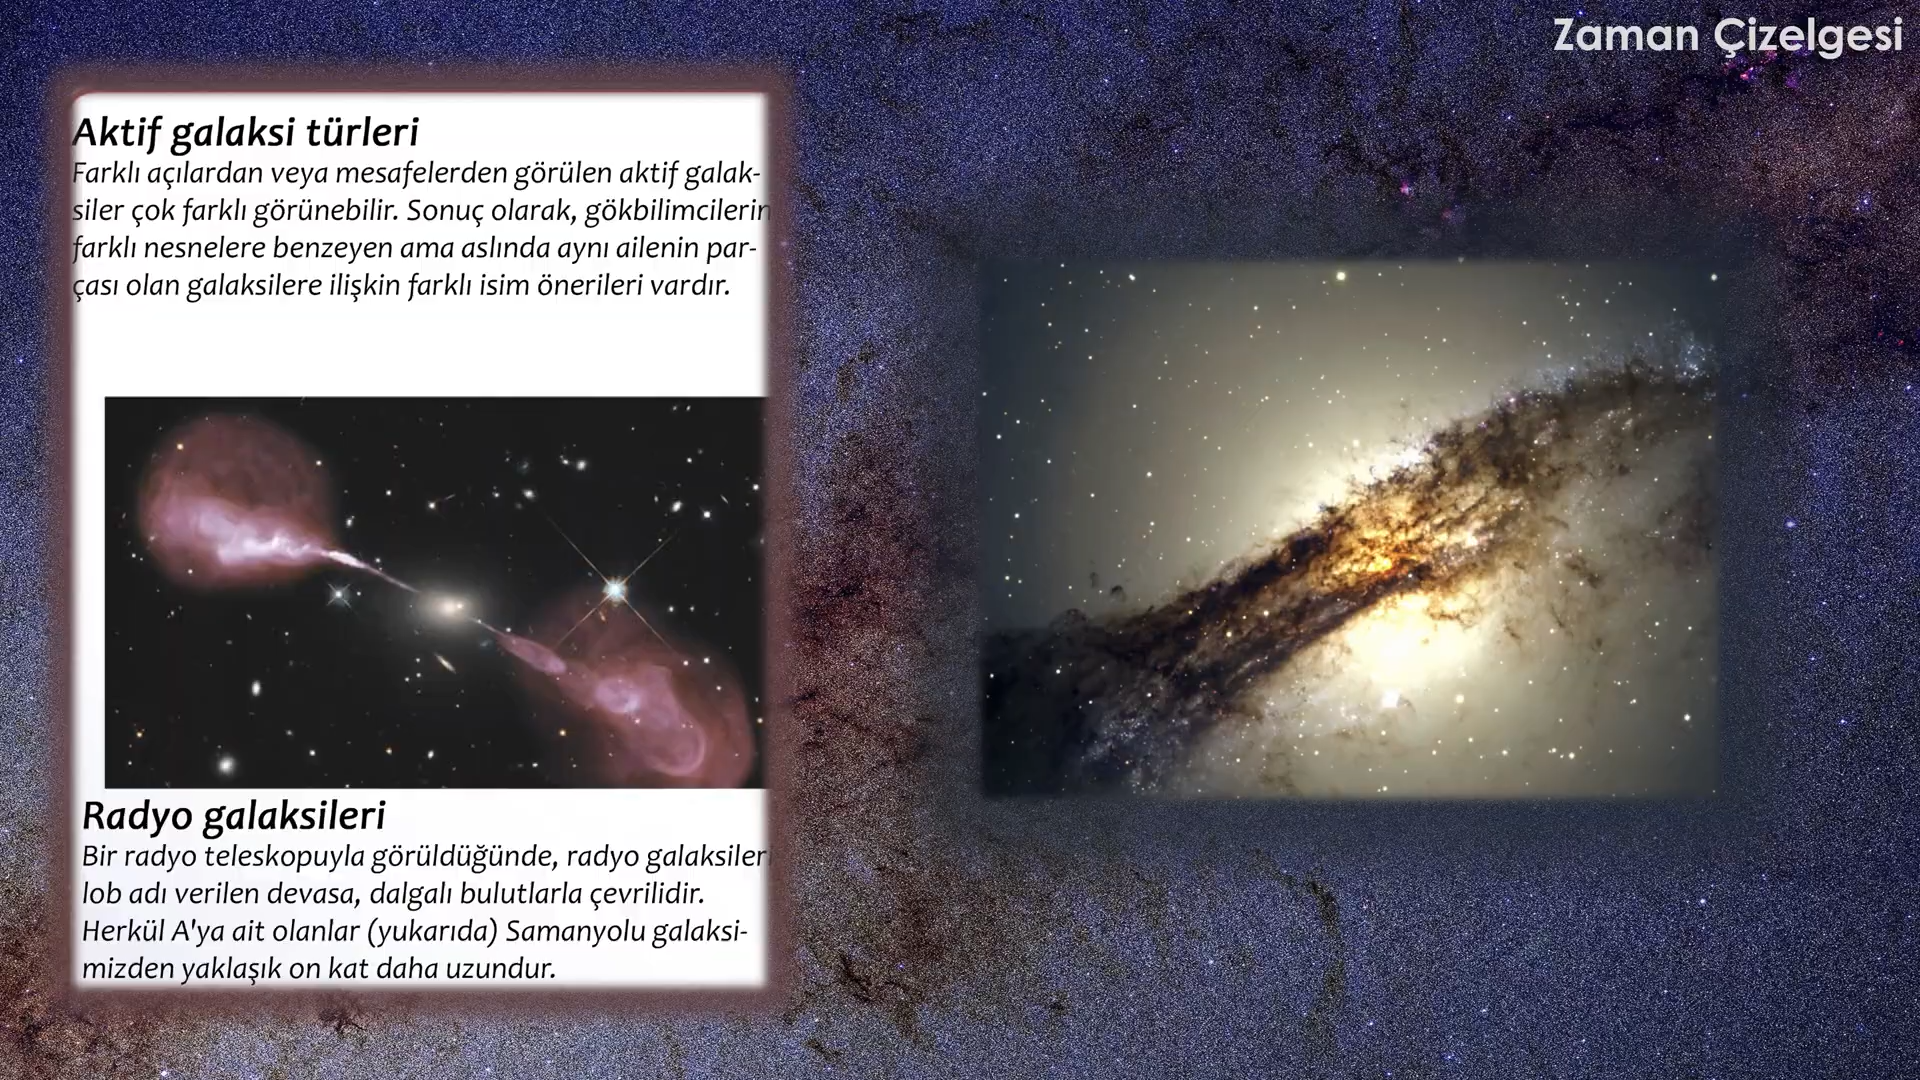 Zaman Çizelgesi
Aktif galaksi türleri
Farklı açılardan veya mesafelerden görülen aktif galak-
siler çok farklı görünebilir. Sonuç olarak, gökbilimcilerin
farklı nesnelere benzeyen ama aslında aynı ailenin par-
çası olan galaksilere ilişkin farklı isim önerileri vardır.
Radyo galaksileri
Bir radyo teleskopuyla görüldüğünde, radyo galaksileri
lob adı verilen devasa, dalgalı bulutlarla çevrilidir.
Herkül A'ya ait olanlar (yukarıda) Samanyolu galaksi-
mizden yaklaşık on kat daha uzundur.